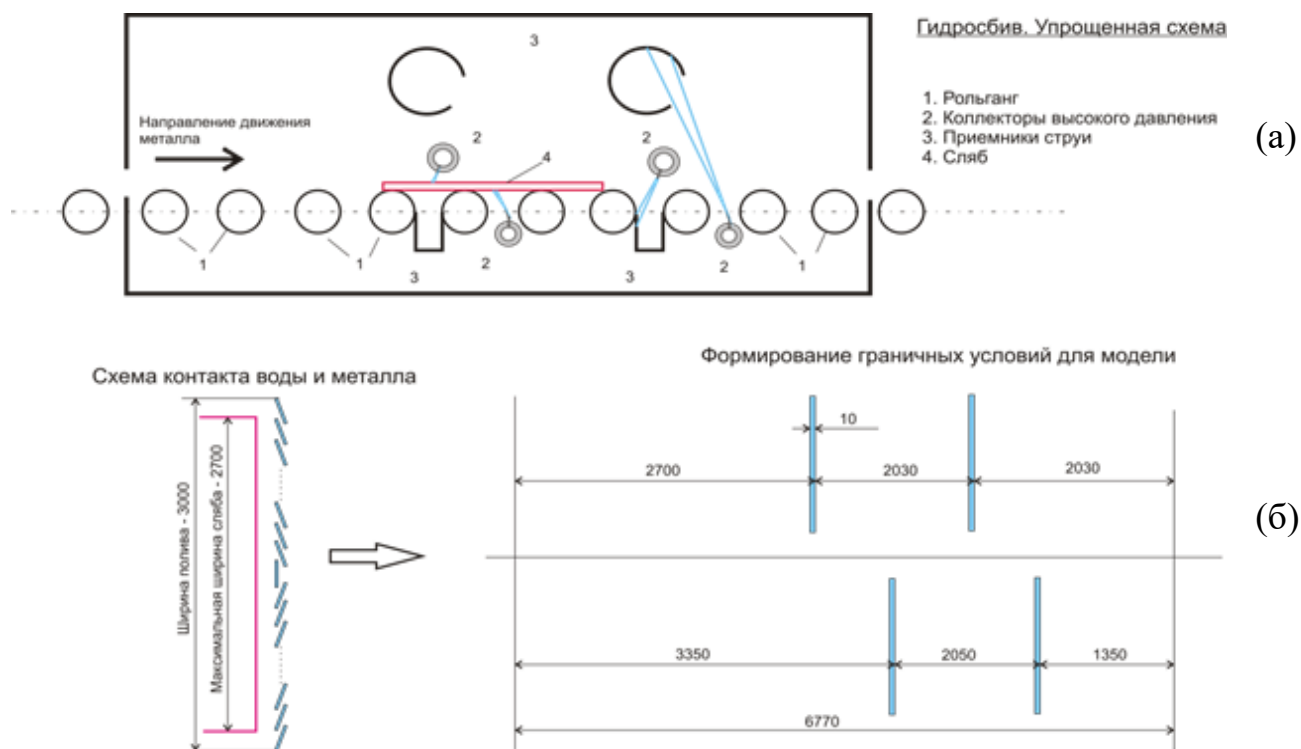 Гидросбив. Упрощенная схема
1. Рольганг
2. Коллекторы высокого давления
3. Приемники струи
4. Сляб
(а)
3
Направление движения
металла
2
4
2
1
1
3
2
3
2
1
Схема контакта воды и металла
Формирование граничных условий для модели
Ширина полива - 3000
Максимальная ширина сляба - 2700
10
2700
2030
2030
(б)
3350
2050
1350
6770